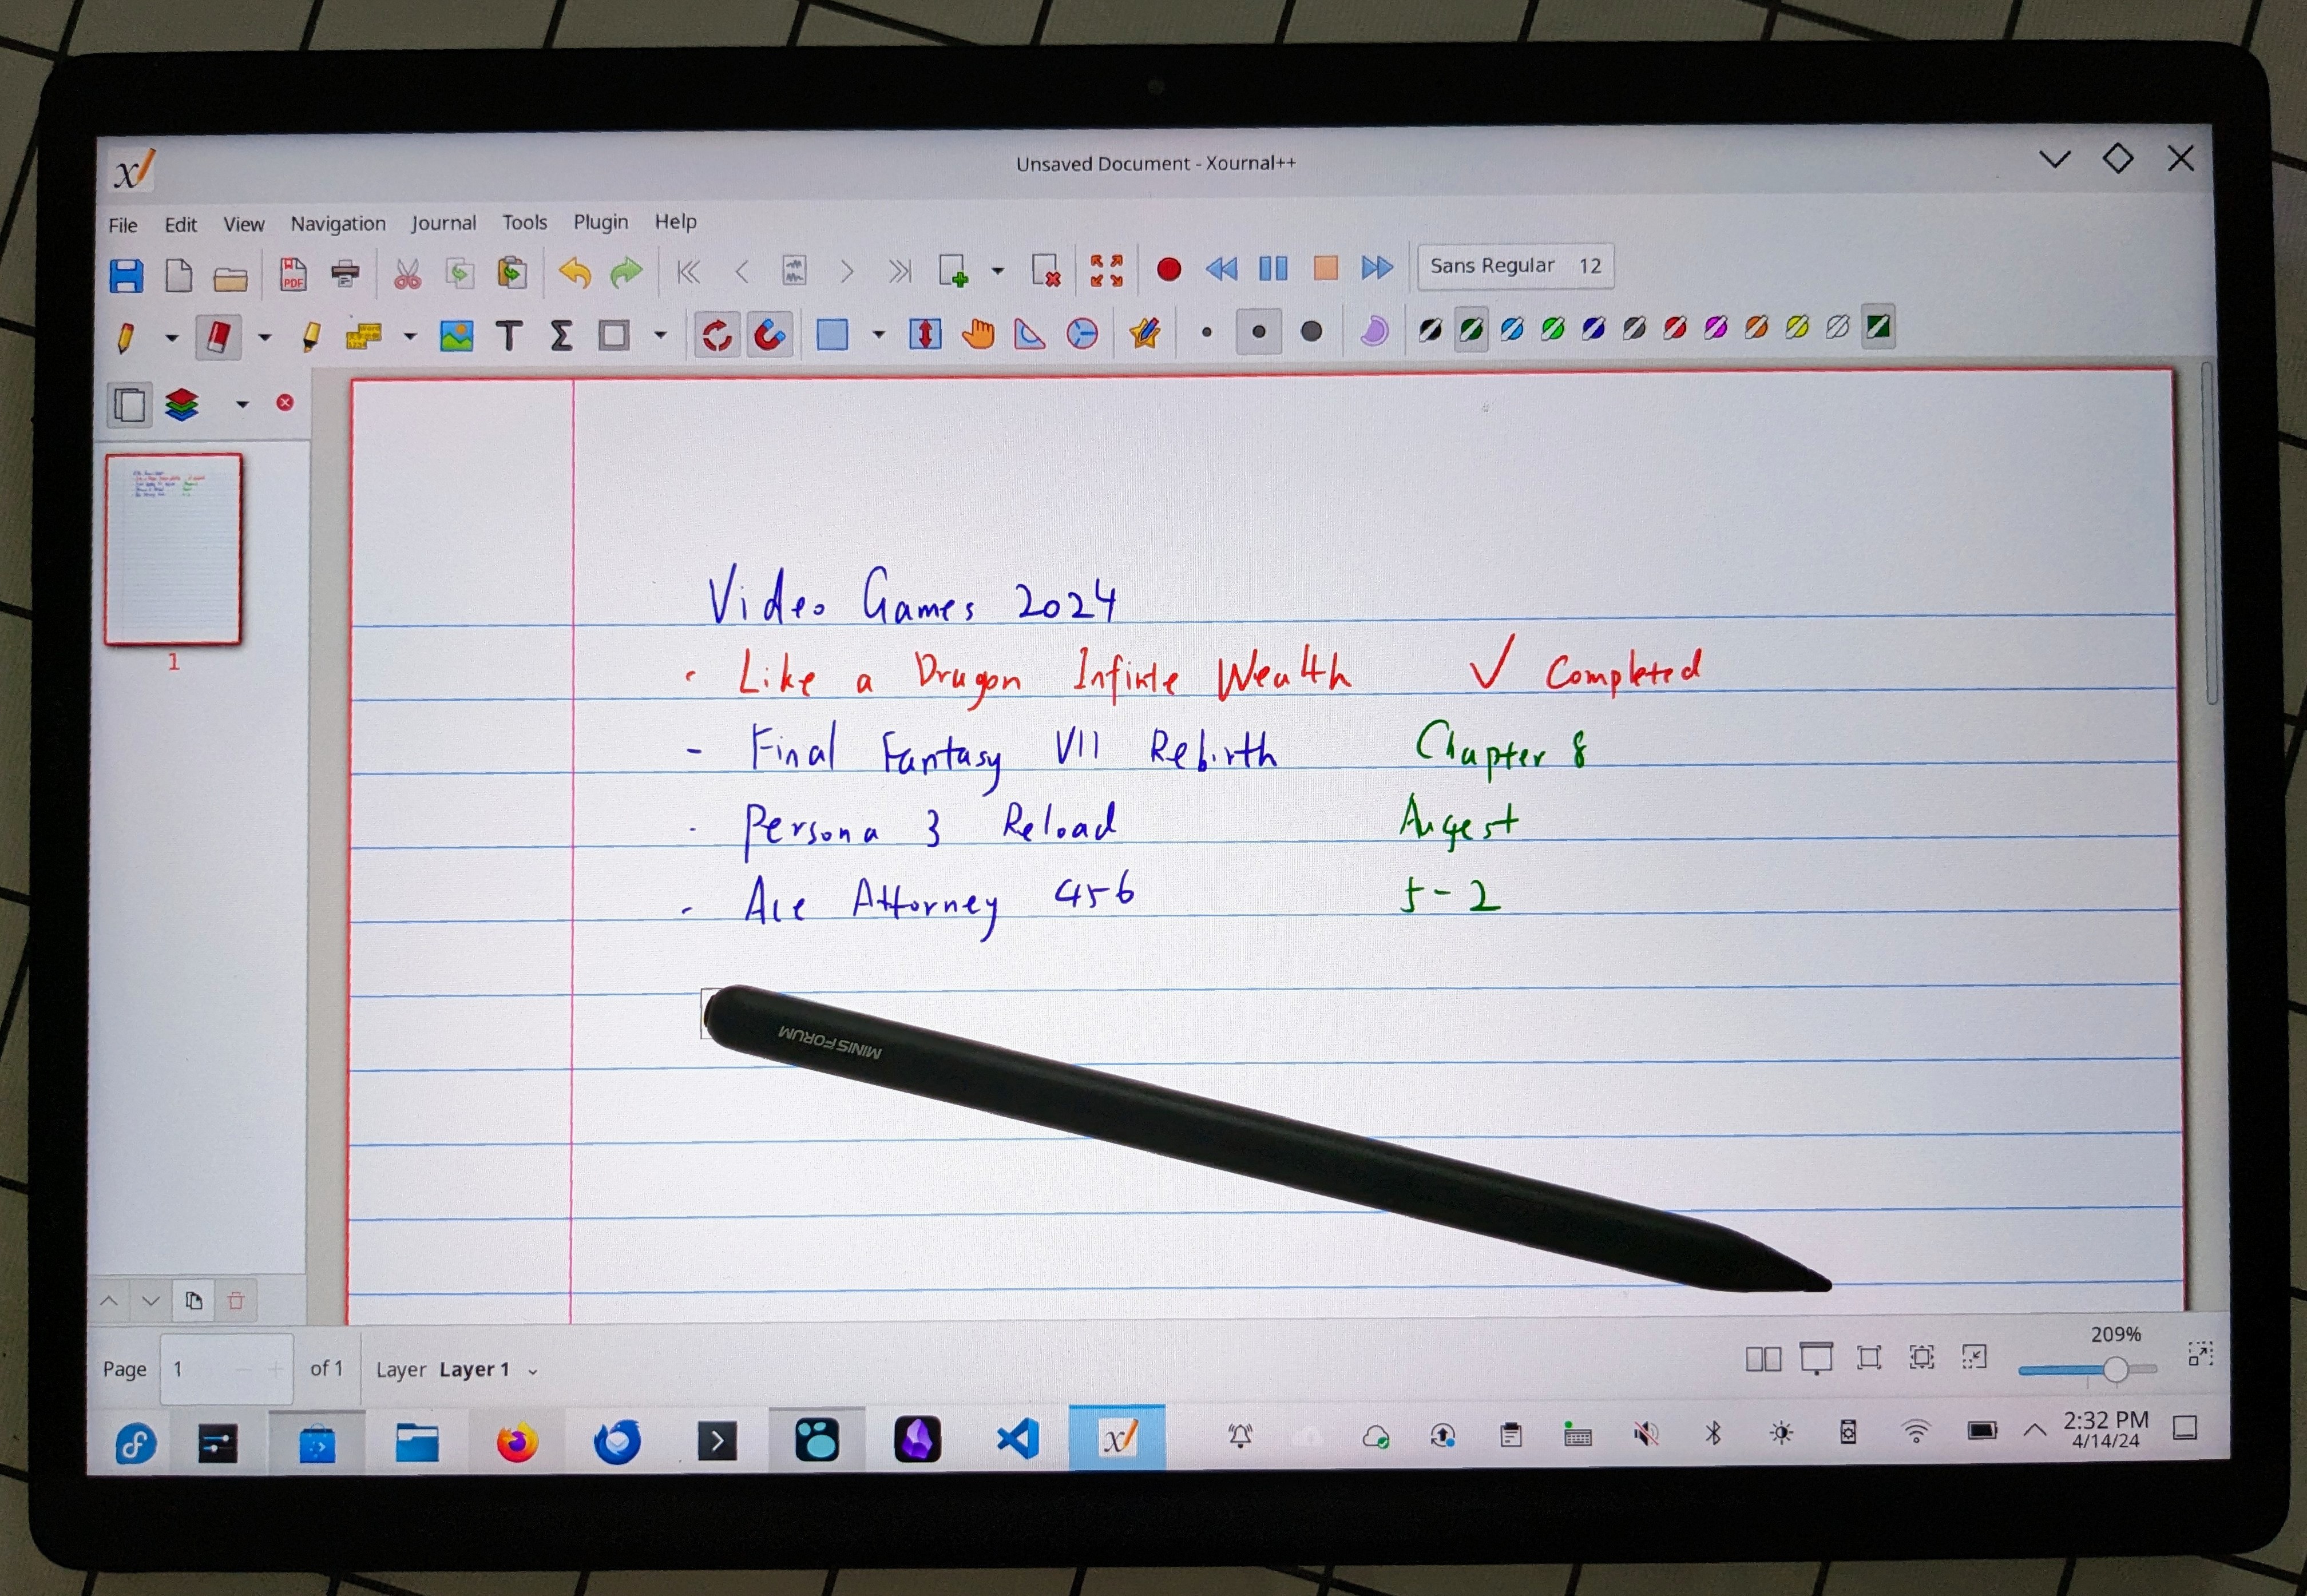 Unsaved Document - Xournal++
File Edit View Navigation Journal Tools Plugin Help
PDF Sans Regular 12
T Σ
Video Games 2024
- Like a Dragon Infinite Wealth ✓ Completed
- Final Fantasy VII Rebirth Chapter 8
- Persona 3 Reload Augest
- Ace Attorney 456 5-2
1
MINISFORUM
209%
Page 1 of 1 Layer Layer 1
2:32 PM
4/14/24